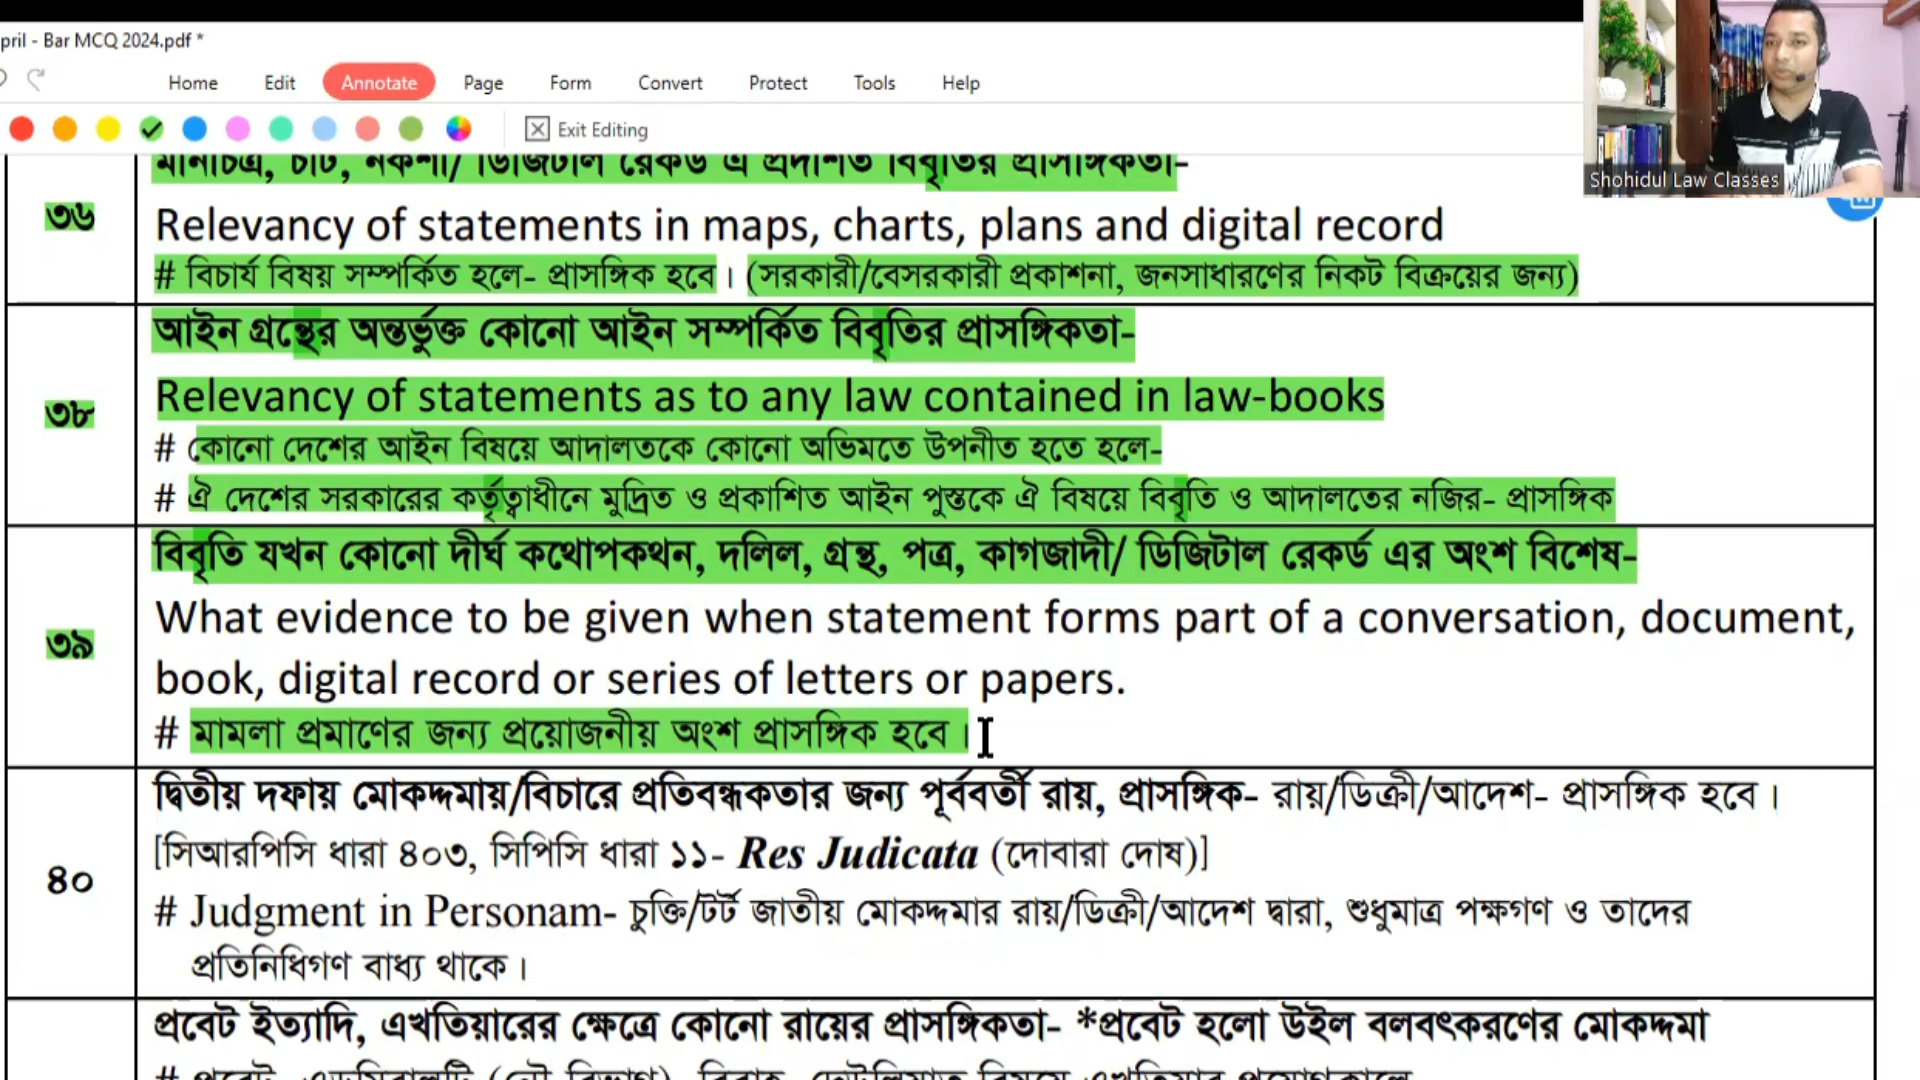 pril - Bar MCQ 2024.pdf *
Home Edit Annotate Page Form Convert Protect Tools Help
Exit Editing
Shohidul Law Classes
মানচিত্র, চার্ট, নকশা/ ডিজিটাল রেকর্ড এ প্রদর্শিত বিবৃতির প্রাসঙ্গিকতা-
৩৬
Relevancy of statements in maps, charts, plans and digital record
# বিচার্য বিষয় সম্পর্কিত হলে- প্রাসঙ্গিক হবে। (সরকারী/বেসরকারী প্রকাশনা, জনসাধারণের নিকট বিক্রয়ের জন্য)
আইন গ্রন্থের অন্তর্ভুক্ত কোনো আইন সম্পর্কিত বিবৃতির প্রাসঙ্গিকতা-
Relevancy of statements as to any law contained in law-books
৩৮
# কোনো দেশের আইন বিষয়ে আদালতকে কোনো অভিমতে উপনীত হতে হলে-
# ঐ দেশের সরকারের কর্তৃত্বাধীনে মুদ্রিত ও প্রকাশিত আইন পুস্তকে ঐ বিষয়ে বিবৃতি ও আদালতের নজির- প্রাসঙ্গিক
বিবৃতি যখন কোনো দীর্ঘ কথোপকথন, দলিল, গ্রন্থ, পত্র, কাগজাদী/ ডিজিটাল রেকর্ড এর অংশ বিশেষ-
What evidence to be given when statement forms part of a conversation, document,
৩৯
book, digital record or series of letters or papers.
# মামলা প্রমাণের জন্য প্রয়োজনীয় অংশ প্রাসঙ্গিক হবে।
দ্বিতীয় দফায় মোকদ্দমায়/বিচারে প্রতিবন্ধকতার জন্য পূর্ববর্তী রায়, প্রাসঙ্গিক- রায়/ডিক্রী/আদেশ- প্রাসঙ্গিক হবে।
[সিআরপিসি ধারা ৪০৩, সিপিসি ধারা ১১- Res Judicata (দোবারা দোষ)]
৪০
# Judgment in Personam- চুক্তি/টর্ট জাতীয় মোকদ্দমার রায়/ডিক্রী/আদেশ দ্বারা, শুধুমাত্র পক্ষগণ ও তাদের
প্রতিনিধিগণ বাধ্য থাকে।
প্রবেট ইত্যাদি, এখতিয়ারের ক্ষেত্রে কোনো রায়ের প্রাসঙ্গিকতা- *প্রবেট হলো উইল বলবৎকরণের মোকদ্দমা